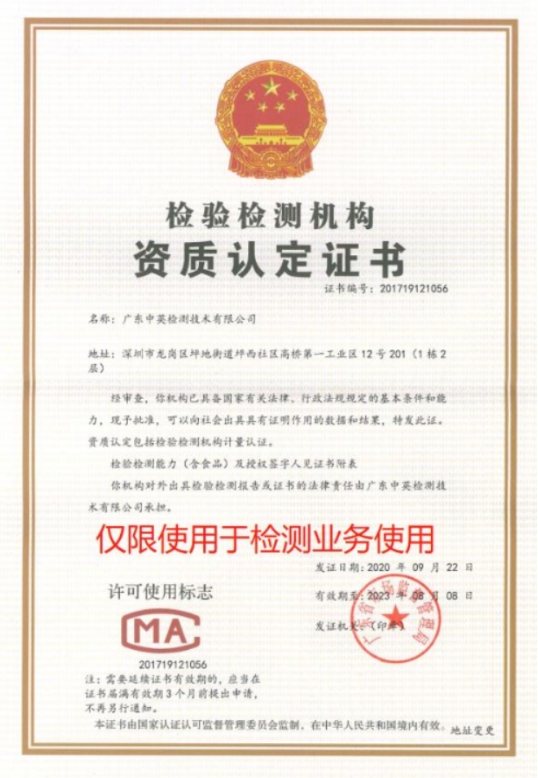 检验检测机构
资质认定证书
证书编号：201719121056
名称：广东中英检测技术有限公司
地址：深圳市龙岗区坪地街道坪西社区高桥第一工业区12号201（1栋2
层）
经审查，你机构已具备国家有关法律、行政法规规定的基本条件和能
力，现予批准，可以向社会出具具有证明作用的数据和结果，特发此证。
资质认定包括检验检测机构计量认证。
检验检测能力（含食品）及授权签字人见证书附表
你机构对外出具检验检测报告或证书的法律责任由广东中英检测技
术有限公司承担。
仅限使用于检测业务使用
发证日期：2020 年 09 月 22 日
许可使用标志
有效期至：2023 年 08 月 08 日
发证机关：（印章）
广东省市场监督管理局
MA
201719121056
注：需要延续证书有效期的，应当在
证书届满有效期3个月前提出申请，
不再另行通知。
本证书由国家认证认可监督管理委员会监制，在中华人民共和国境内有效。
地址变更